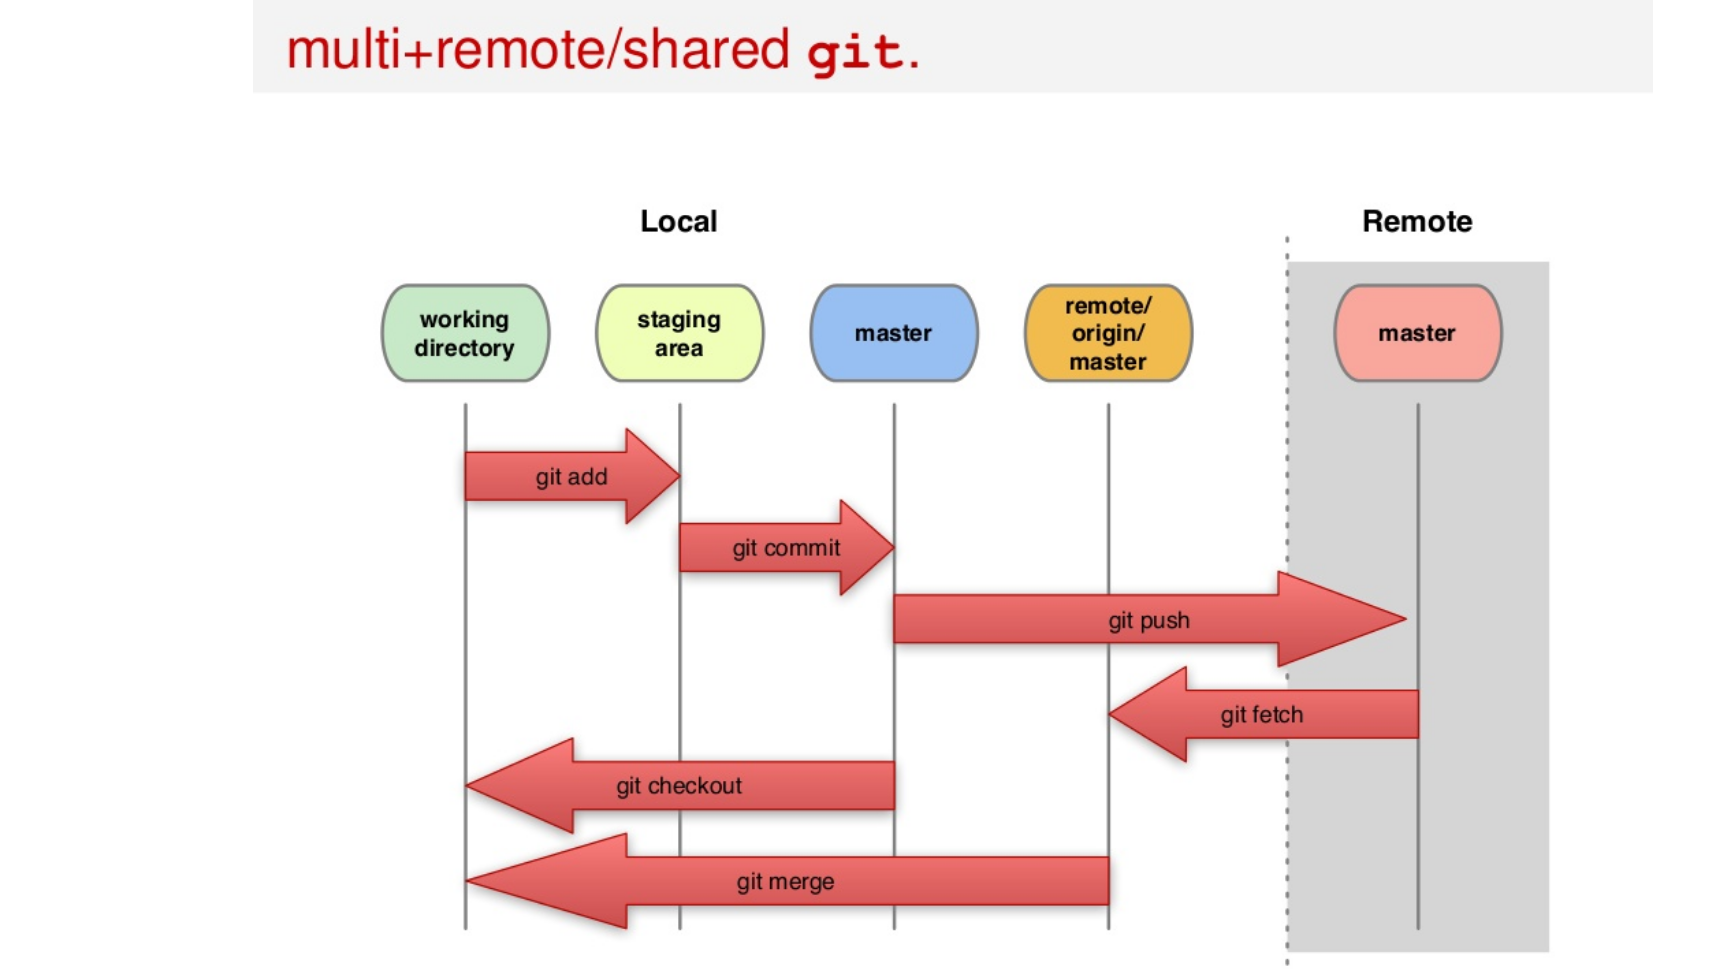 multi+remote/shared git.
Local
Remote
working
directory
staging
area
master
remote/
origin/
master
master
git add
git commit
git push
git fetch
git checkout
git merge